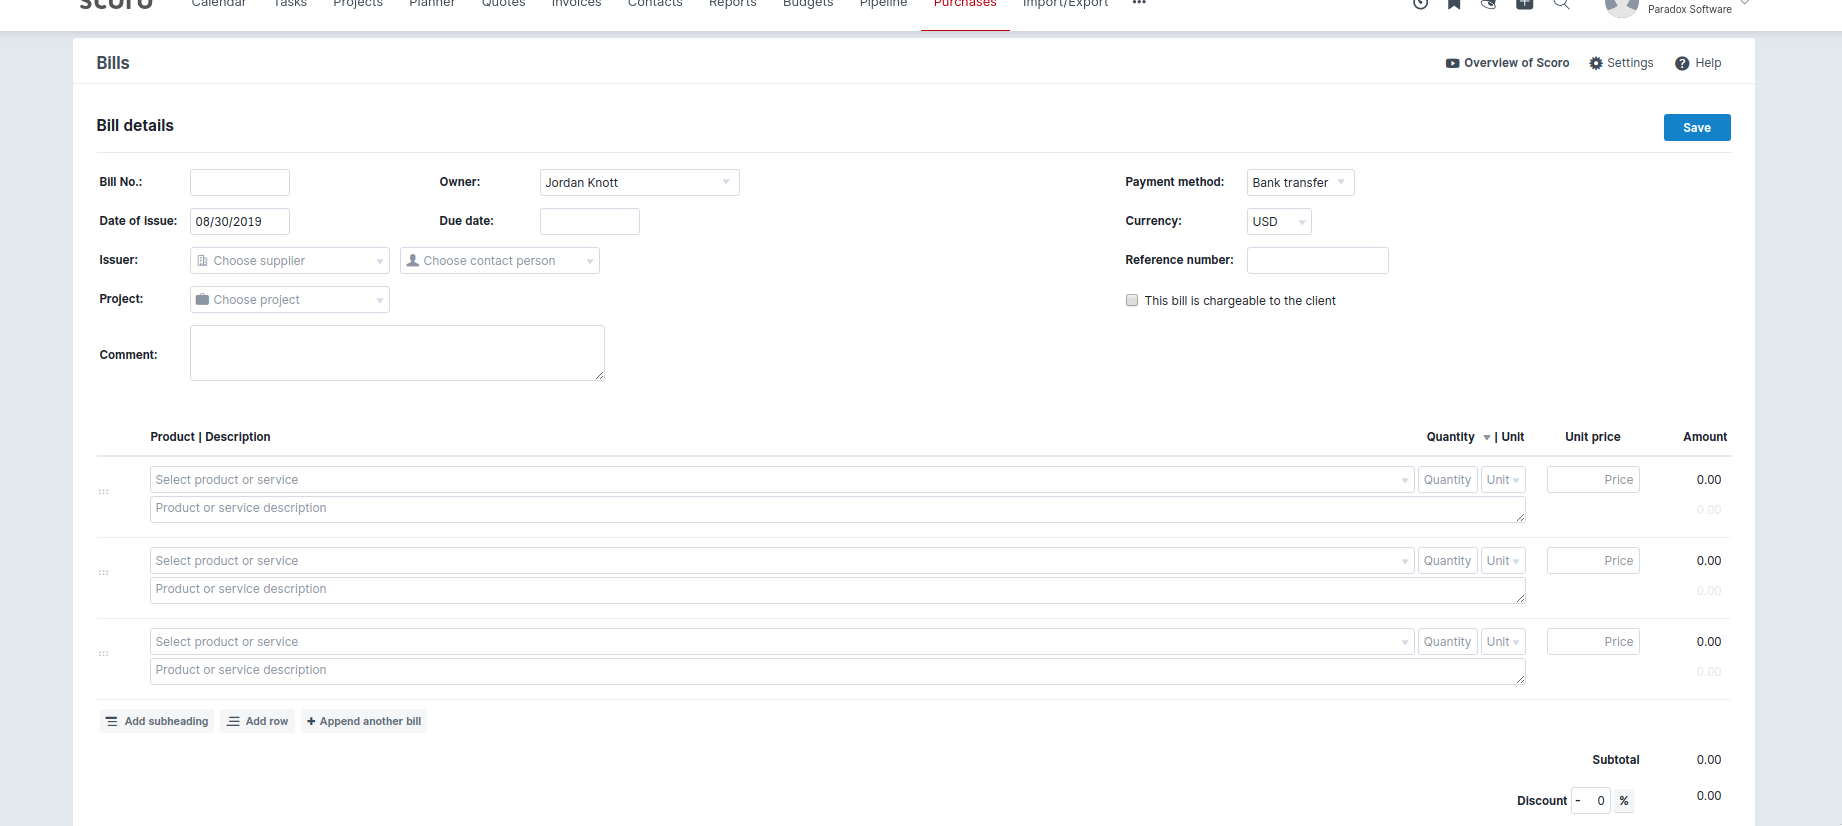 scoro Calendar Tasks Projects Planner Quotes Invoices Contacts Reports Budgets Pipeline Purchases Import/Export ••• Paradox Software
Bills Overview of Scoro Settings Help
Bill details Save
Bill No.: Owner: Jordan Knott Payment method: Bank transfer
Date of issue: 08/30/2019 Due date: Currency: USD
Issuer: Choose supplier Choose contact person Reference number:
Project: Choose project This bill is chargeable to the client
Comment:
Product | Description Quantity | Unit Unit price Amount
Select product or service Quantity Unit Price 0.00
Product or service description 0.00
Select product or service Quantity Unit Price 0.00
Product or service description 0.00
Select product or service Quantity Unit Price 0.00
Product or service description 0.00
Add subheading Add row + Append another bill
Subtotal 0.00
Discount - 0 % 0.00